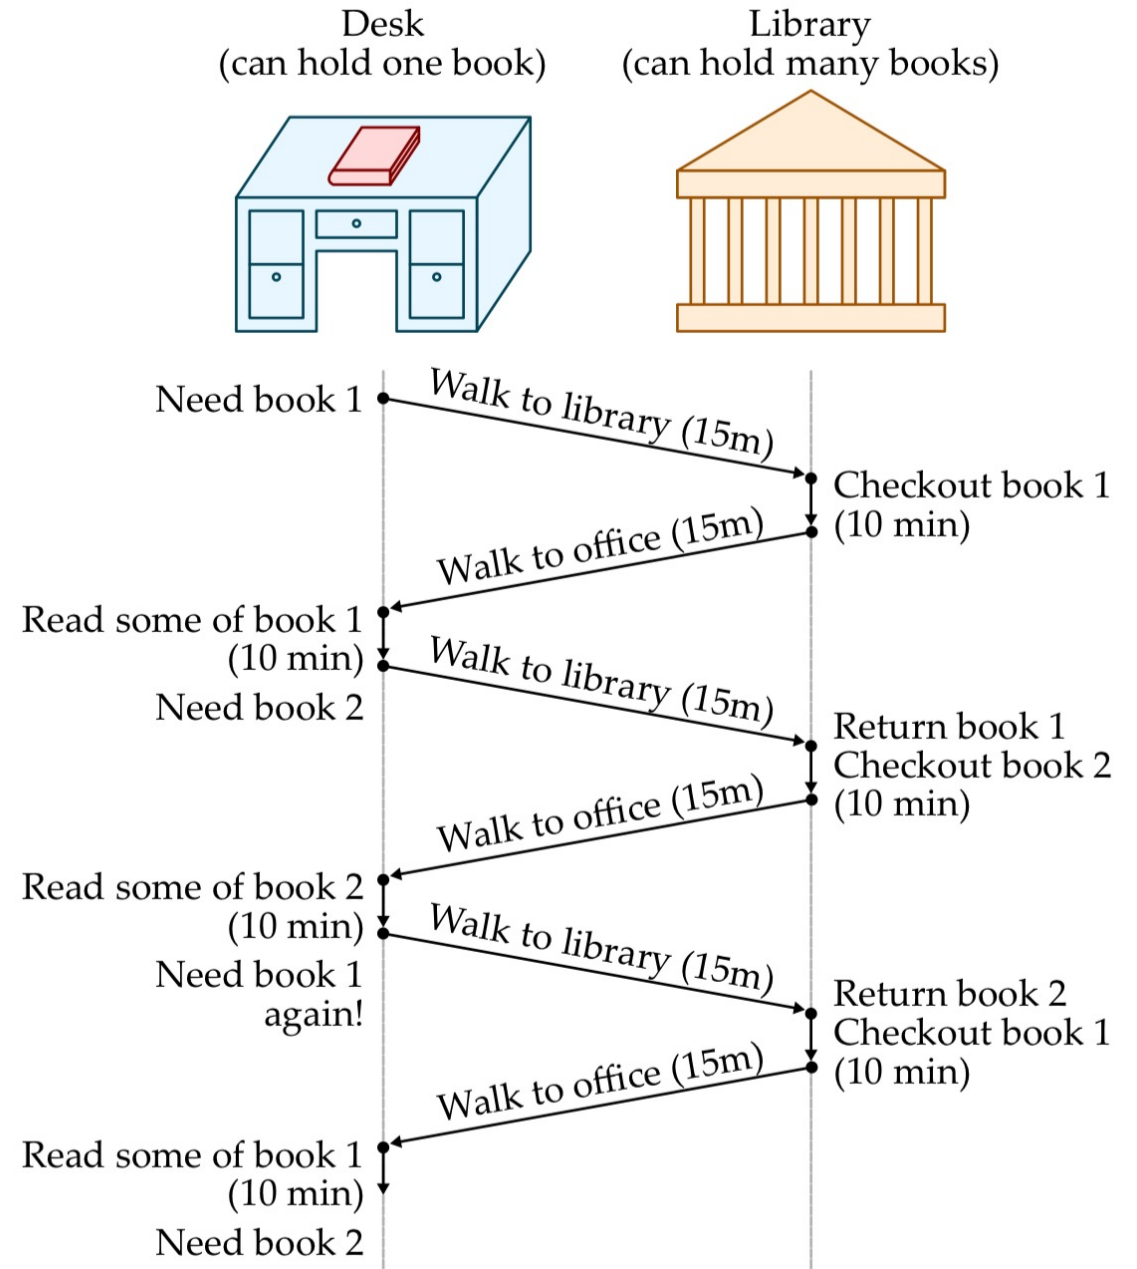 Desk
(can hold one book)
Library
(can hold many books)
Need book 1
Walk to library (15m)
Checkout book 1
(10 min)
Walk to office (15m)
Read some of book 1
(10 min)
Need book 2
Walk to library (15m)
Return book 1
Checkout book 2
(10 min)
Walk to office (15m)
Read some of book 2
(10 min)
Need book 1
again!
Walk to library (15m)
Return book 2
Checkout book 1
(10 min)
Walk to office (15m)
Read some of book 1
(10 min)
Need book 2